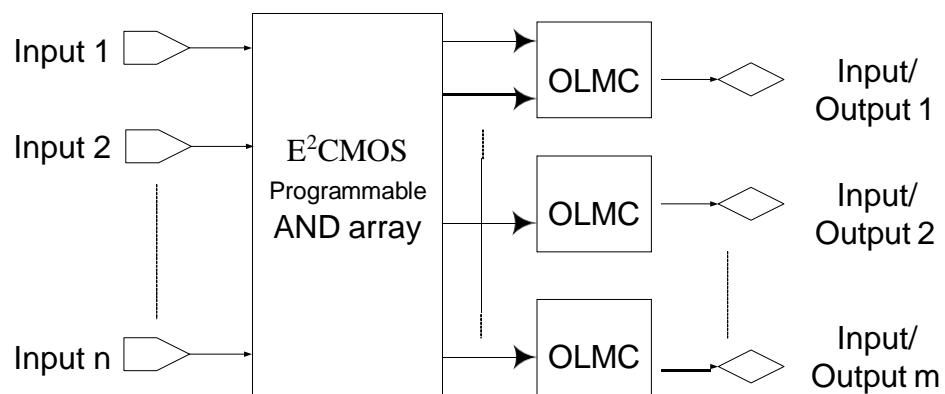 Input 1
Input 2
Input n
E²CMOS
Programmable
AND array
OLMC
OLMC
OLMC
Input/
Output 1
Input/
Output 2
Input/
Output m